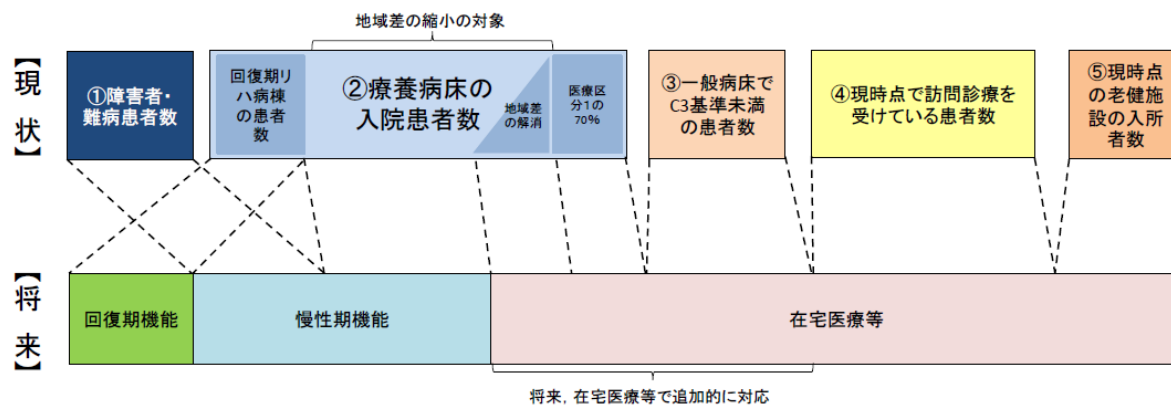 地域差の縮小の対象
【現状】
①障害者・
難病患者数
回復期リ
ハ病棟
の患者
数
②療養病床の
入院患者数
地域差
の解消
医療区
分1の
70%
③一般病床で
C3基準未満
の患者数
④現時点で訪問診療を
受けている患者数
⑤現時点
の老健施
設の入所
者数
【将来】
回復期機能
慢性期機能
在宅医療等
将来，在宅医療等で追加的に対応